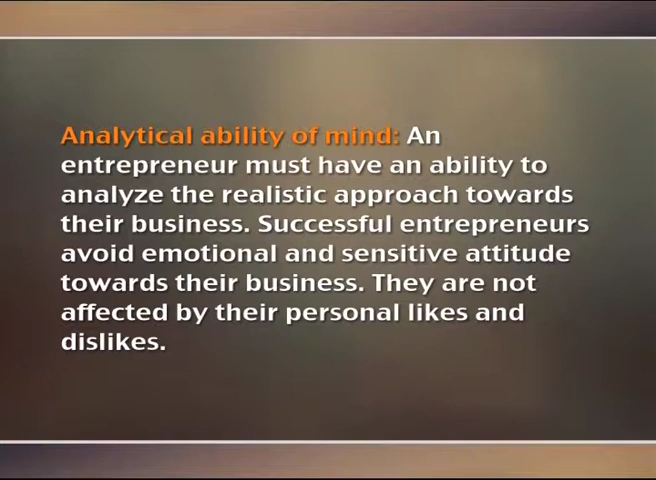 Analytical ability of mind: An
entrepreneur must have an ability to
analyze the realistic approach towards
their business. Successful entrepreneurs
avoid emotional and sensitive attitude
towards their business. They are not
affected by their personal likes and
dislikes.